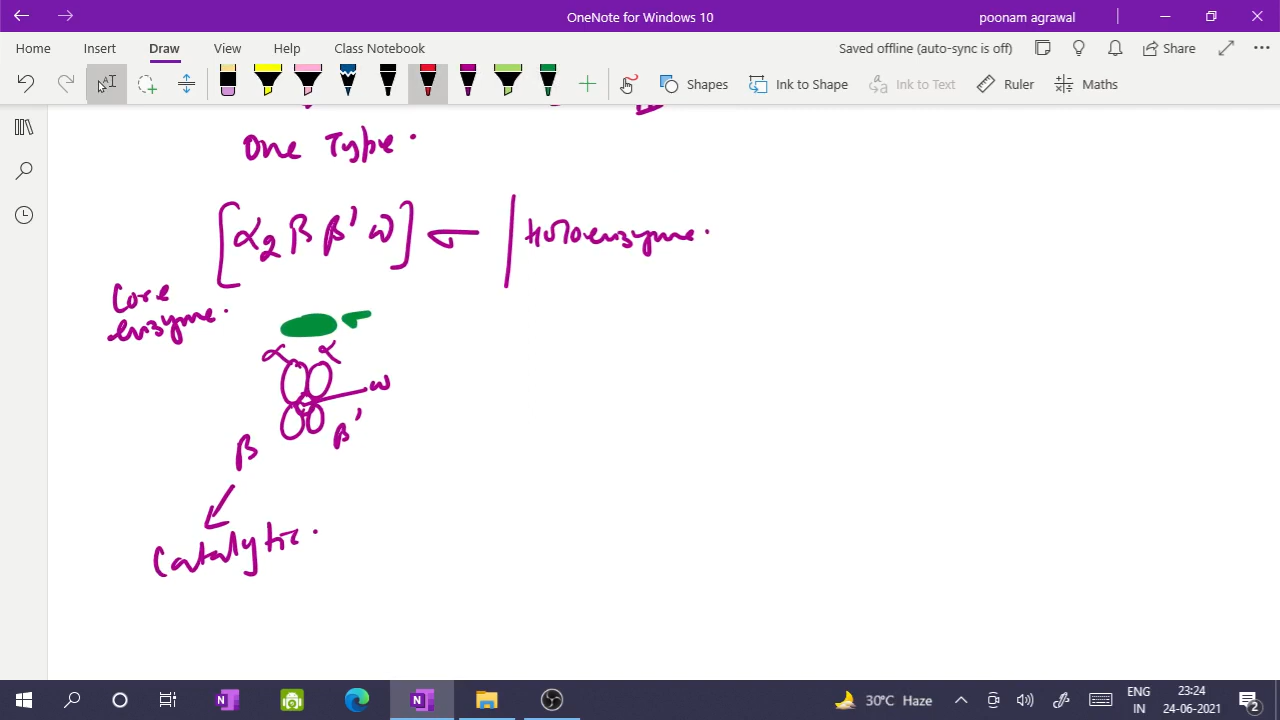 OneNote for Windows 10
poonam agrawal
Home Insert Draw View Help Class Notebook
Saved offline (auto-sync is off)
Share
Shapes Ink to Shape Ink to Text Ruler Maths
One Type.
[α2 β β' ω] ← | Holoenzyme.
Core
enzyme.
α α
ω
β'
β
Catalytic.
30°C Haze
ENG
IN
23:24
24-06-2021
2